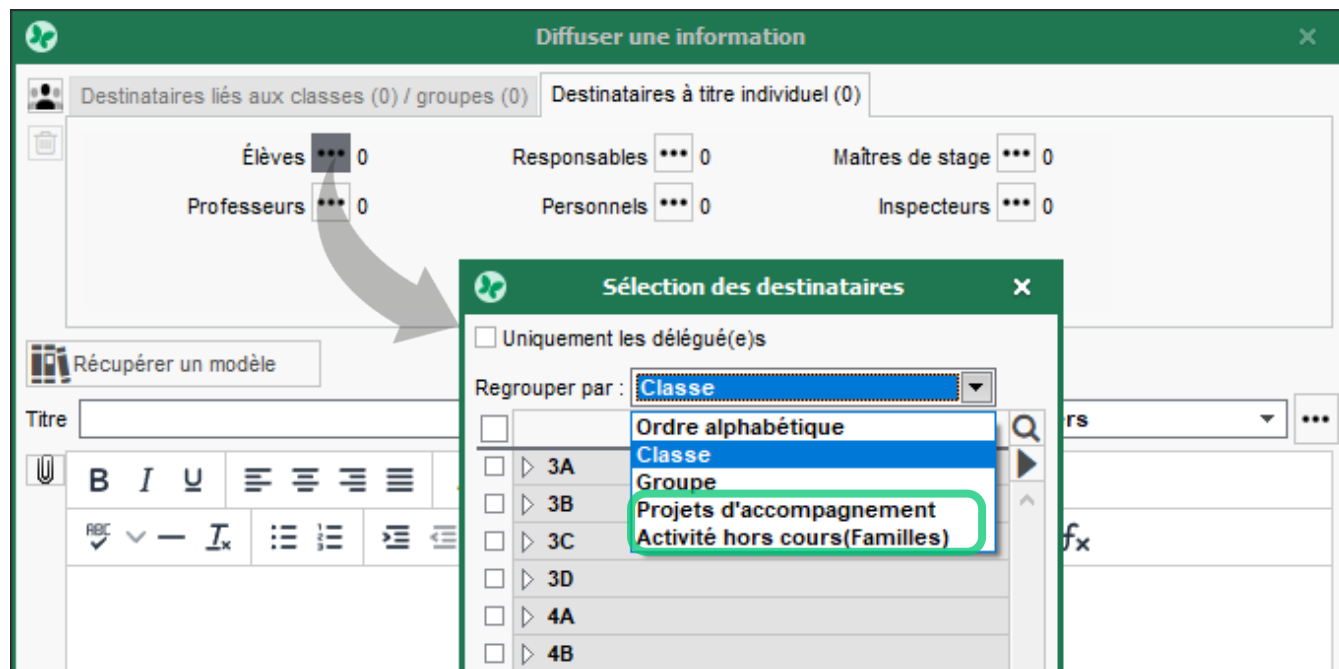 Diffuser une information
Destinataires liés aux classes (0) / groupes (0) Destinataires à titre individuel (0)
Élèves ••• 0 Responsables ••• 0 Maîtres de stage ••• 0
Professeurs ••• 0 Personnels ••• 0 Inspecteurs ••• 0
Sélection des destinataires
Uniquement les délégué(e)s
Récupérer un modèle
Regrouper par : Classe
Titre
Ordre alphabétique
Classe
Groupe
Projets d'accompagnement
Activité hors cours(Familles)
rs •••
3A
3B
3C
3D
4A
4B
B I U
ABC Ix fx